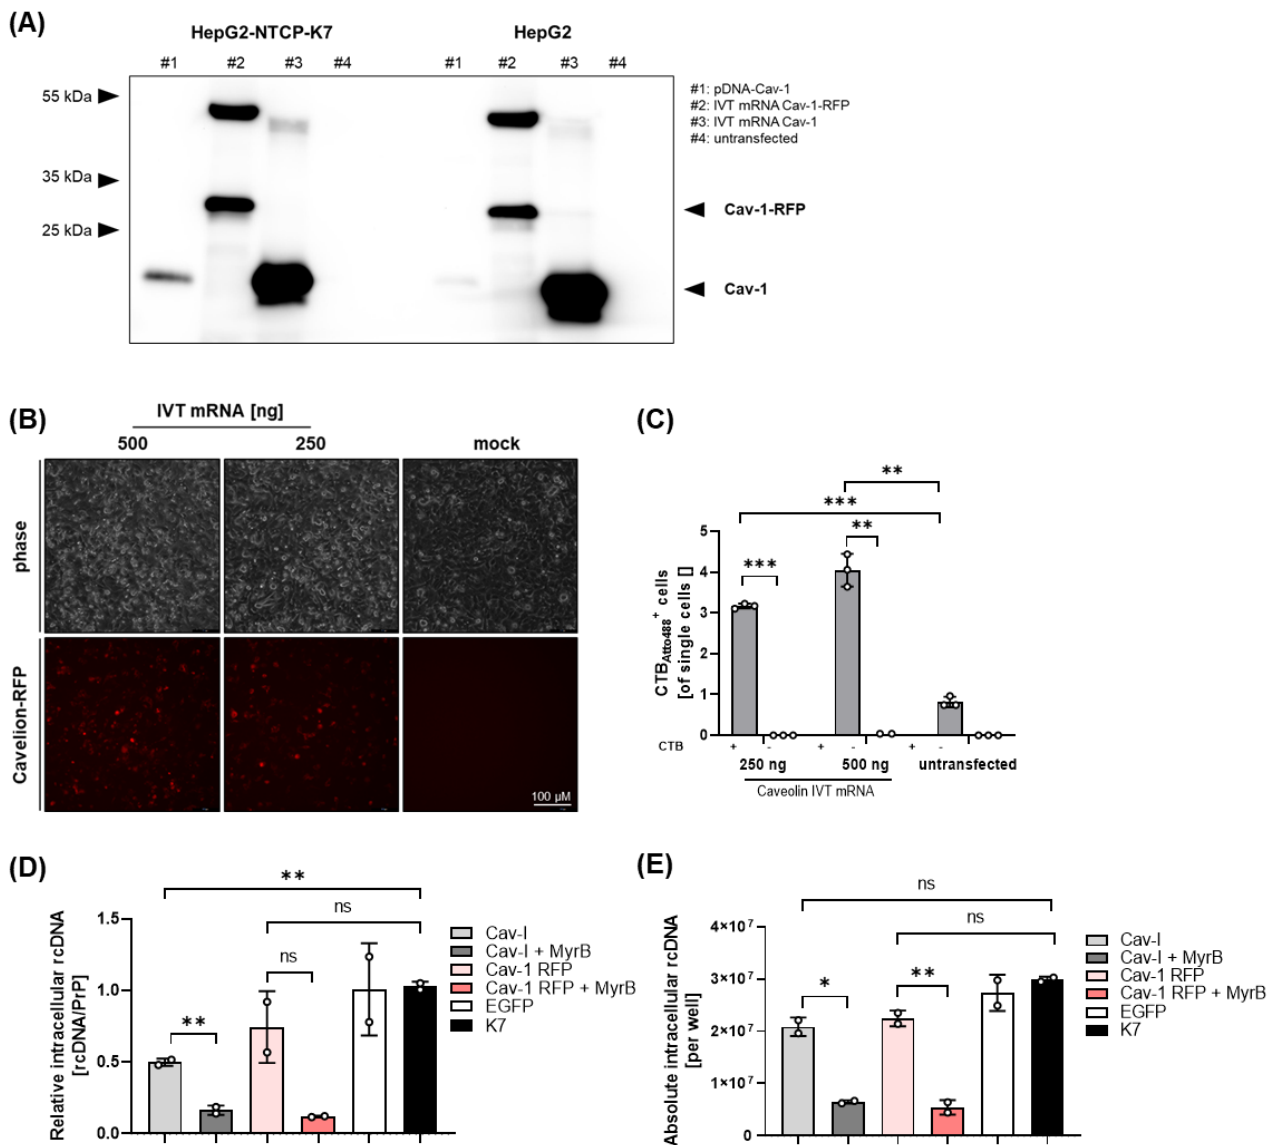 (A)
HepG2-NTCP-K7
HepG2
#1 #2 #3 #4 #1 #2 #3 #4
55 kDa
35 kDa
25 kDa
#1: pDNA-Cav-1
#2: IVT mRNA Cav-1-RFP
#3: IVT mRNA Cav-1
#4: untransfected
Cav-1-RFP
Cav-1
(B)
IVT mRNA [ng]
500 250 mock
phase
Cavelion-RFP
100 µM
(C)
**
***
**
***
CTBAtto488+ cells
[of single cells []
5
4
3
2
1
0
CTB + - + - + -
250 ng 500 ng untransfected
Caveolin IVT mRNA
(D)
**
ns
ns
**
Relative intracellular rcDNA
[rcDNA/PrP]
1.5
1.0
0.5
0.0
Cav-I
Cav-I + MyrB
Cav-1 RFP
Cav-1 RFP + MyrB
EGFP
K7
(E)
ns
ns
*
**
Absolute intracellular rcDNA
[per well]
4×10⁷
3×10⁷
2×10⁷
1×10⁷
0
Cav-I
Cav-I + MyrB
Cav-1 RFP
Cav-1 RFP + MyrB
EGFP
K7